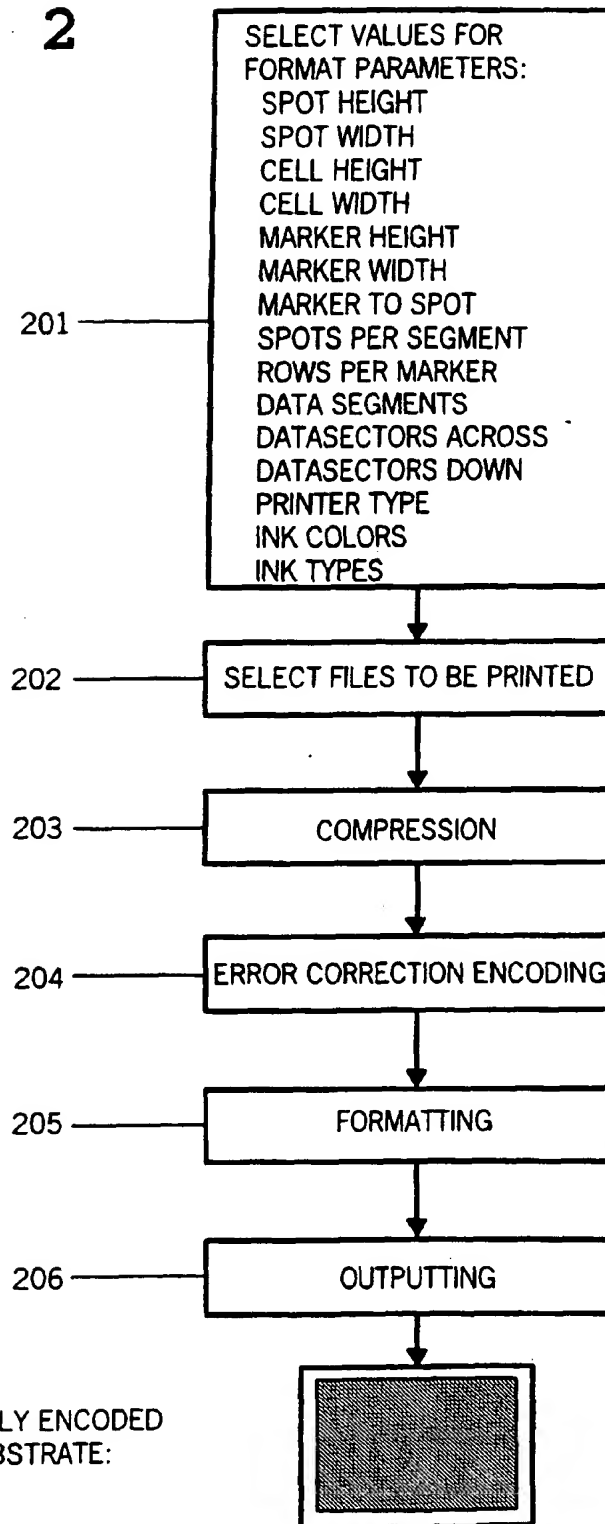 2
SELECT VALUES FOR
FORMAT PARAMETERS:
SPOT HEIGHT
SPOT WIDTH
CELL HEIGHT
CELL WIDTH
MARKER HEIGHT
MARKER WIDTH
MARKER TO SPOT
SPOTS PER SEGMENT
ROWS PER MARKER
DATA SEGMENTS
DATASECTORS ACROSS
DATASECTORS DOWN
PRINTER TYPE
INK COLORS
INK TYPES
201
202
SELECT FILES TO BE PRINTED
203
COMPRESSION
204
ERROR CORRECTION ENCODING
205
FORMATTING
206
OUTPUTTING
LY ENCODED
BSTRATE: